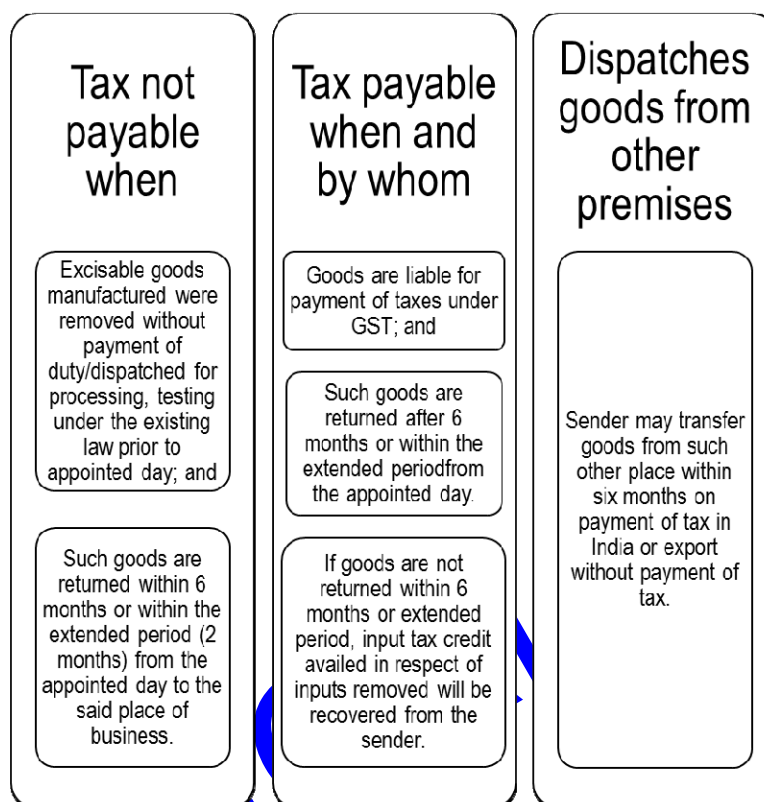 Tax not
payable
when
Excisable goods
manufactured were
removed without
payment of
duty/dispatched for
processing, testing
under the existing
law prior to
appointed day; and
Such goods are
returned within 6
months or within the
extended period (2
months) from the
appointed day to the
said place of
business.
Tax payable
when and
by whom
Goods are liable for
payment of taxes under
GST; and
Such goods are
returned after 6
months or within the
extended periodfrom
the appointed day.
If goods are not
returned within 6
months or extended
period, input tax credit
availed in respect of
inputs removed will be
recovered from the
sender.
Dispatches
goods from
other
premises
Sender may transfer
goods from such
other place within
six months on
payment of tax in
India or export
without payment of
tax.